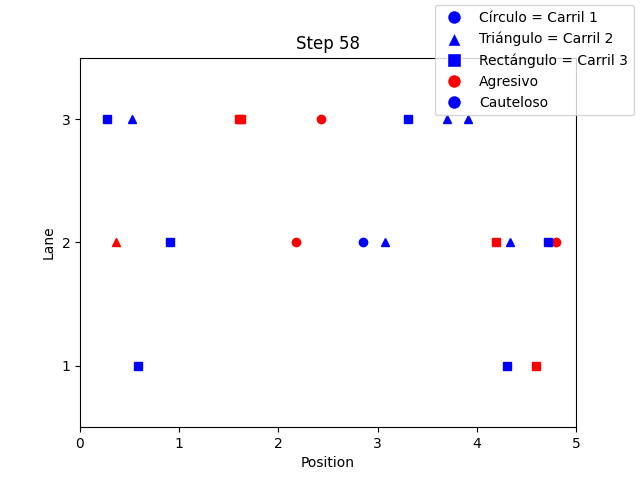 Step 58
Círculo = Carril 1
Triángulo = Carril 2
Rectángulo = Carril 3
Agresivo
Cauteloso
Lane
3
2
1
0 1 2 3 4 5
Position